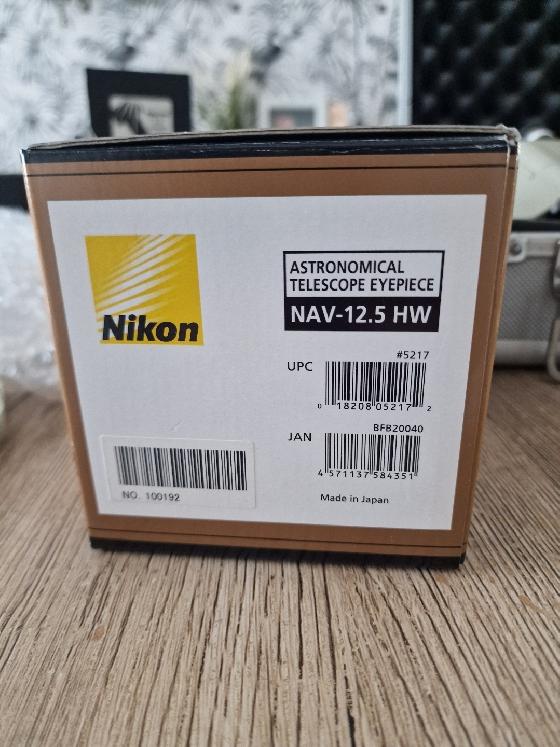 Nikon
ASTRONOMICAL
TELESCOPE EYEPIECE
NAV-12.5 HW
#5217
UPC
0 18208 05217 2
BFB20040
JAN
4 571137 584351
NO. 100192
Made in Japan